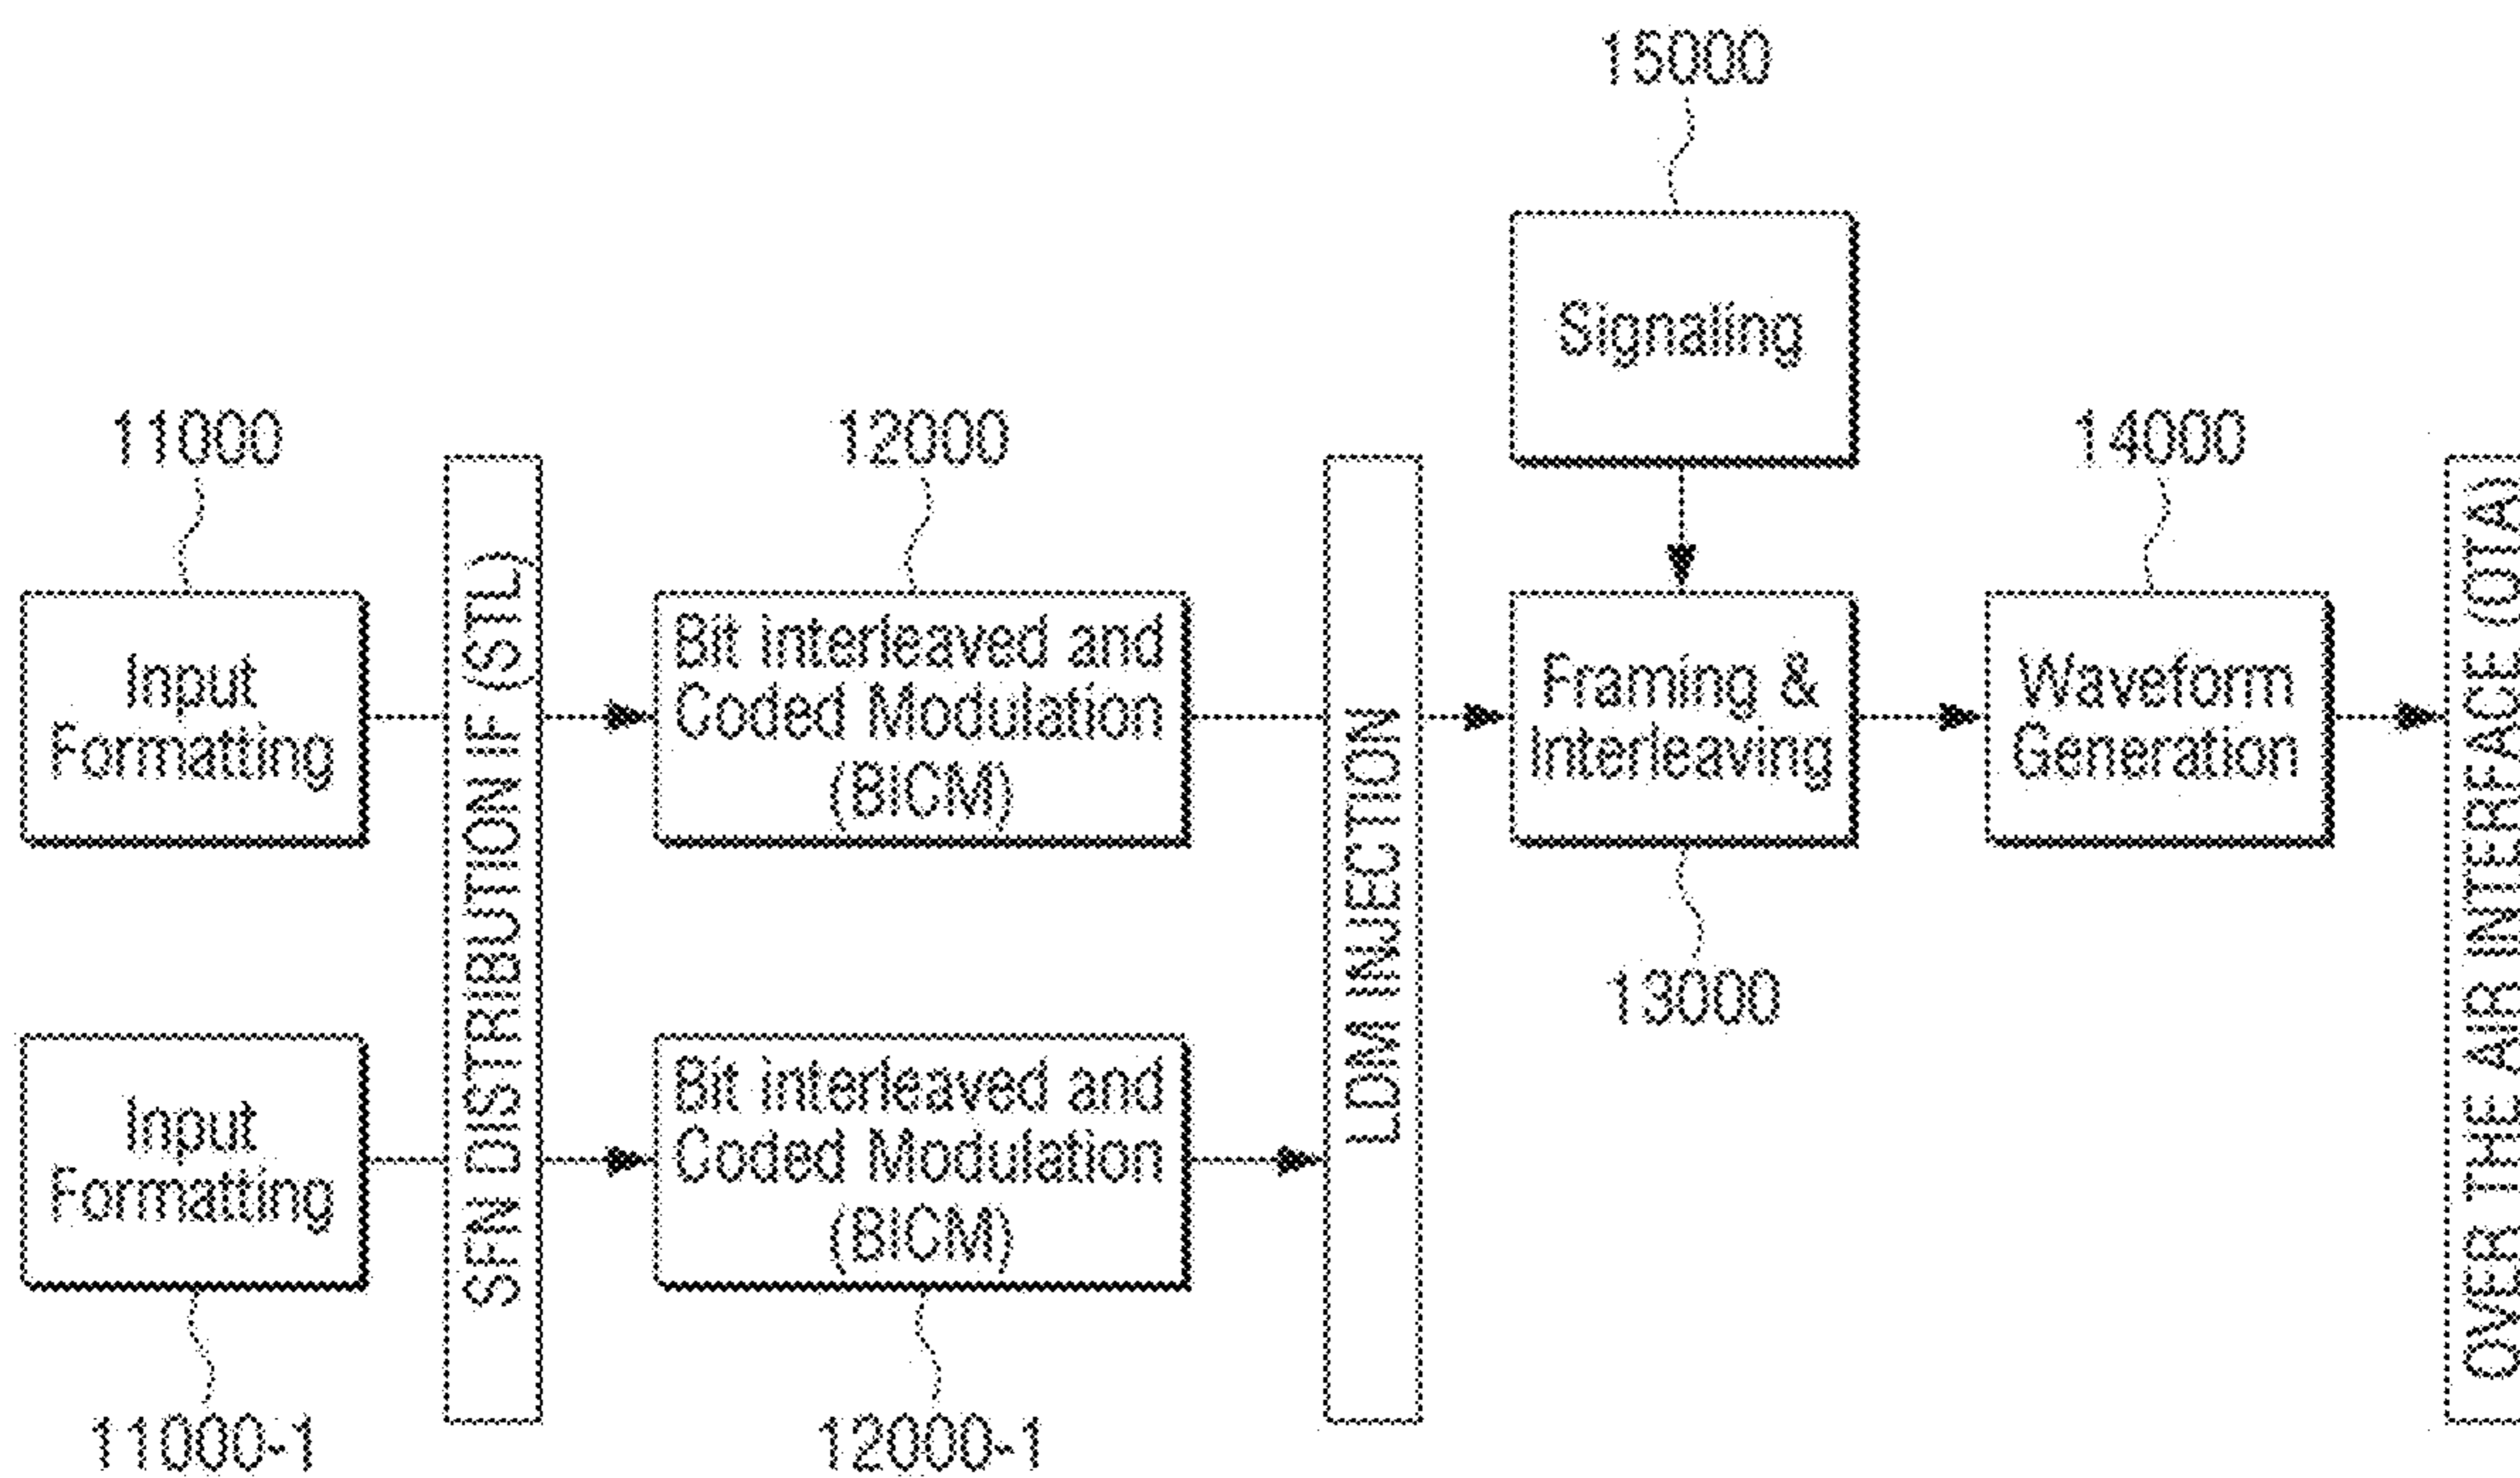 15000
Signaling
11000
12000
14000
Input
Formatting
SFN DISTRIBUTION IF (STL)
Bit interleaved and
Coded Modulation
(BICM)
LDM INJECTION
Framing &
Interleaving
Waveform
Generation
OVER THE AIR INTERFACE (OTA)
13000
Input
Formatting
Bit interleaved and
Coded Modulation
(BICM)
11000-1
12000-1